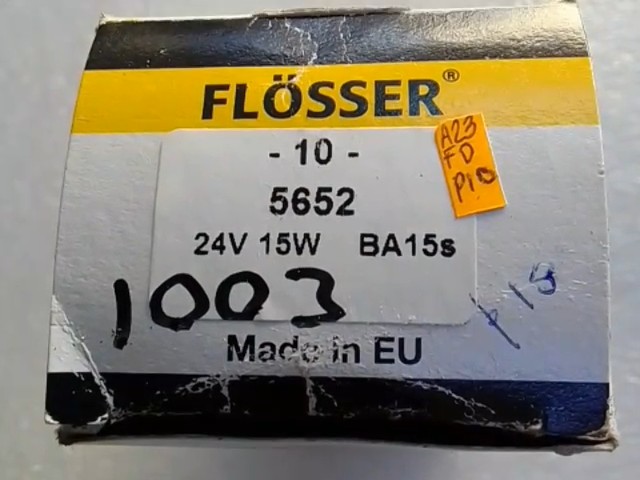 FLÖSSER®
- 10 -
A23
FD
P10
5652
24V 15W BA15s
1003
Made in EU